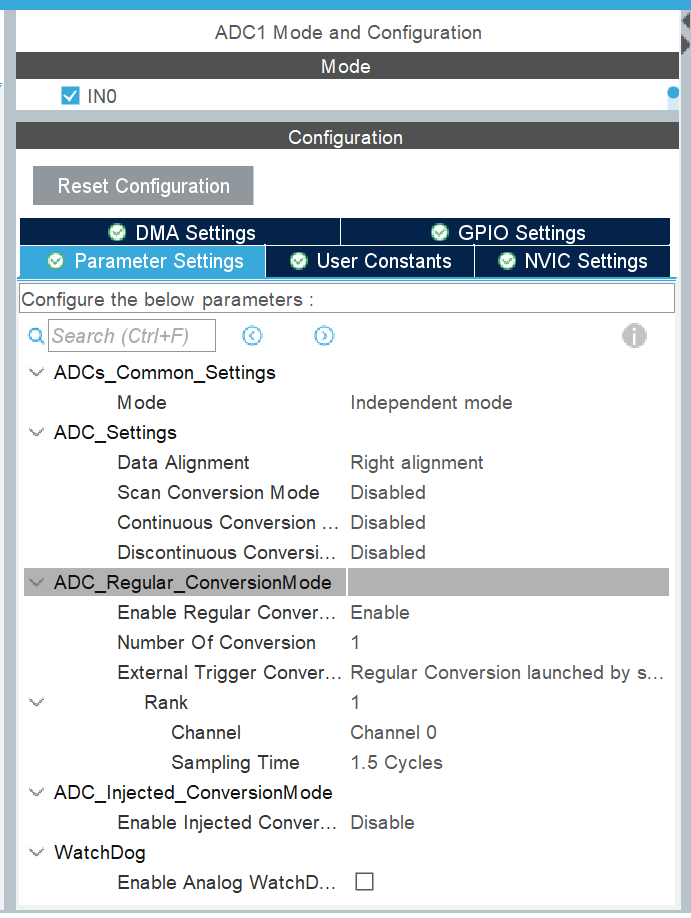 ADC1 Mode and Configuration
Mode
IN0
Configuration
Reset Configuration
DMA Settings GPIO Settings
Parameter Settings User Constants NVIC Settings
Configure the below parameters :
Search (Ctrl+F)
ADCs_Common_Settings
Mode Independent mode
ADC_Settings
Data Alignment Right alignment
Scan Conversion Mode Disabled
Continuous Conversion ... Disabled
Discontinuous Conversi... Disabled
ADC_Regular_ConversionMode
Enable Regular Conver... Enable
Number Of Conversion 1
External Trigger Conver... Regular Conversion launched by s...
Rank 1
Channel Channel 0
Sampling Time 1.5 Cycles
ADC_Injected_ConversionMode
Enable Injected Conver... Disable
WatchDog
Enable Analog WatchD...